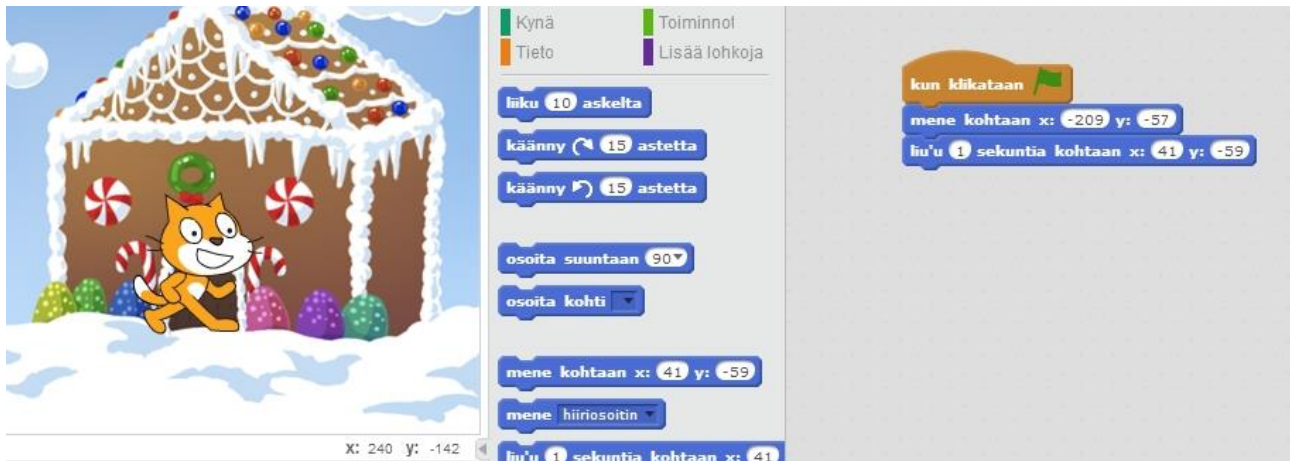 Kynä
Toiminnot
Tieto
Lisää lohkoja
liiku 10 askelta
käänny 15 astetta
käänny 15 astetta
osoita suuntaan 90
osoita kohti
mene kohtaan x: 41 y: -59
mene hiiriosoitin
liu'u 1 sekuntia kohtaan x: 41
x: 240 y: -142
kun klikataan
mene kohtaan x: -209 y: -57
liu'u 1 sekuntia kohtaan x: 41 y: -59